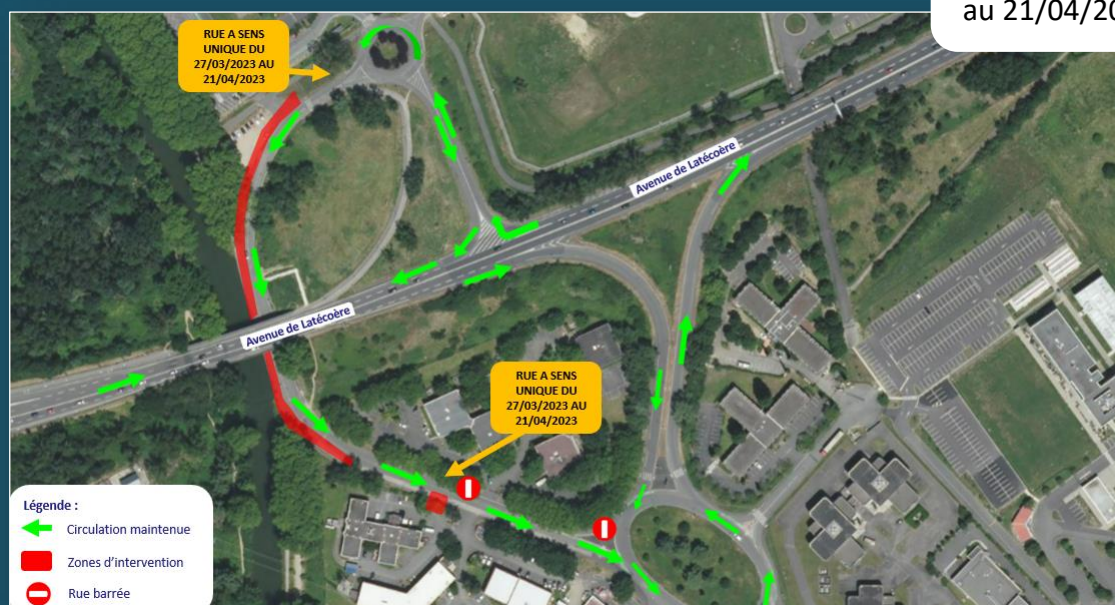 au 21/04/20
RUE A SENS
UNIQUE DU
27/03/2023 AU
21/04/2023
Avenue de Latécoère
Avenue de Latécoère
RUE A SENS
UNIQUE DU
27/03/2023 AU
21/04/2023
Légende :
Circulation maintenue
Zones d'intervention
Rue barrée